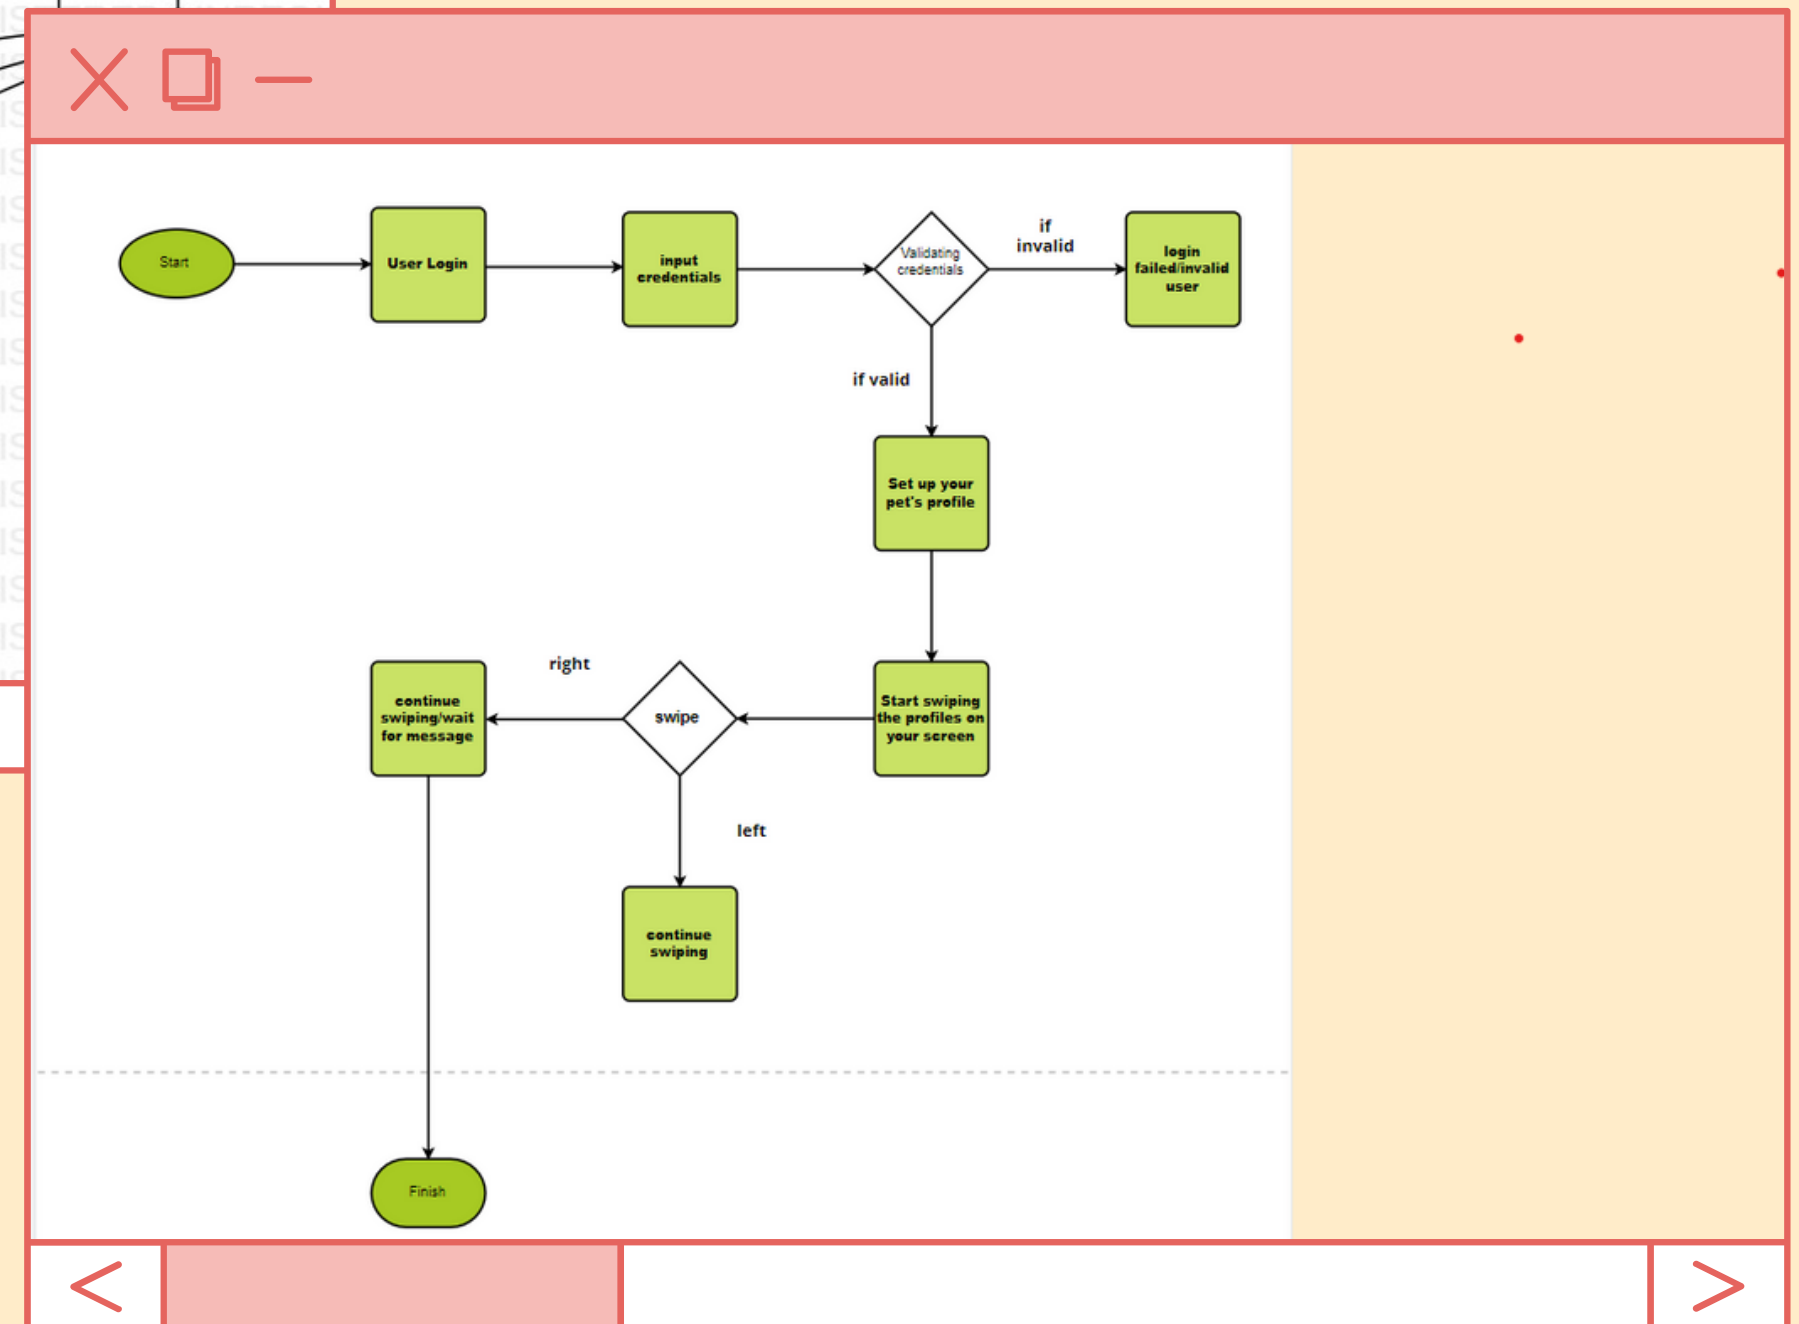 Start
User Login
input
credentials
Validating
credentials
if
invalid
login
failed/invalid
user
if valid
Set up your
pet's profile
Start swiping
the profiles on
your screen
swipe
right
continue
swiping/wait
for message
left
continue
swiping
Finish